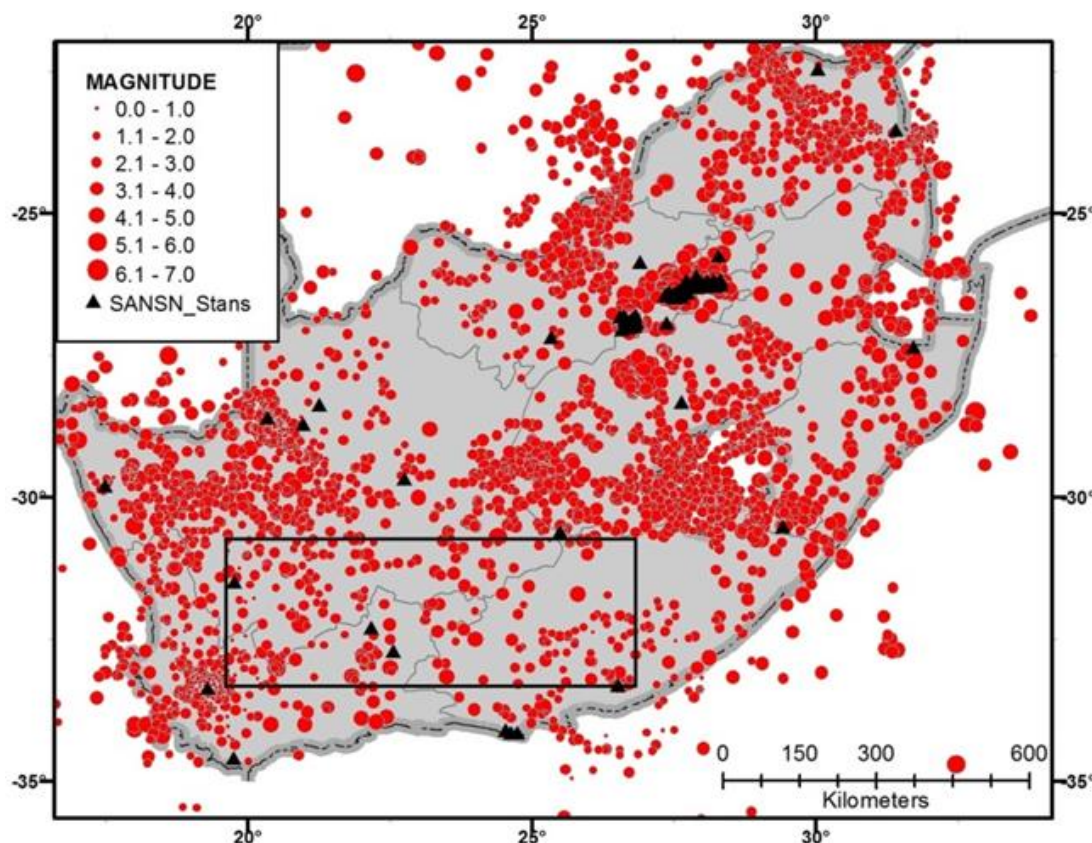 20° 25° 30°
MAGNITUDE
0.0 - 1.0
1.1 - 2.0
2.1 - 3.0
3.1 - 4.0
4.1 - 5.0
5.1 - 6.0
6.1 - 7.0
SANSN_Stans
-25° -25°
-30° -30°
-35° -35°
0 150 300 600
Kilometers
20° 25° 30°